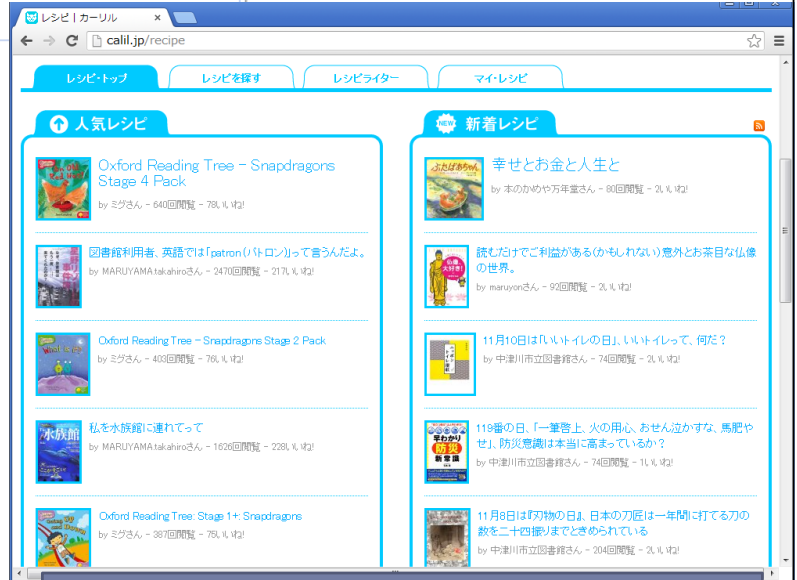 レシピ | カーリル
calil.jp/recipe
レシピ・トップ
レシピを探す
レシピライター
マイ・レシピ
人気レシピ
Oxford Reading Tree – Snapdragons
Stage 4 Pack
by ミグさん - 640回閲覧 - 78いいね!
図書館利用者、英語では「patron（パトロン）」って言うんだよ。
by MARUYAMA takahiroさん - 2470回閲覧 - 217いいね!
Oxford Reading Tree – Snapdragons Stage 2 Pack
by ミグさん - 403回閲覧 - 76いいね!
水族館
私を水族館に連れてって
by MARUYAMA takahiroさん - 1626回閲覧 - 228いいね!
Oxford Reading Tree: Stage 1+: Snapdragons
by ミグさん - 387回閲覧 - 75いいね!
NEW 新着レシピ
幸せとお金と人生と
by 本のかめや万年堂さん - 80回閲覧 - 2いいね!
読むだけでご利益がある（かもしれない）意外とお茶目な仏像
の世界。
by maruyonさん - 92回閲覧 - 2いいね!
11月10日は「いいトイレの日」、いいトイレって、何だ？
by 中津川市立図書館さん - 74回閲覧 - 2いいね!
早わかり
防災
新常識
119番の日、「一筆啓上、火の用心、おせん泣かすな、馬肥や
せ」、防災意識は本当に高まっているか？
by 中津川市立図書館さん - 74回閲覧 - 1いいね!
11月8日は『刃物の日』、日本の刀匠は一年間に打てる刀の
数を二十四振りまでときめられている
by 中津川市立図書館さん - 204回閲覧 - 2いいね!